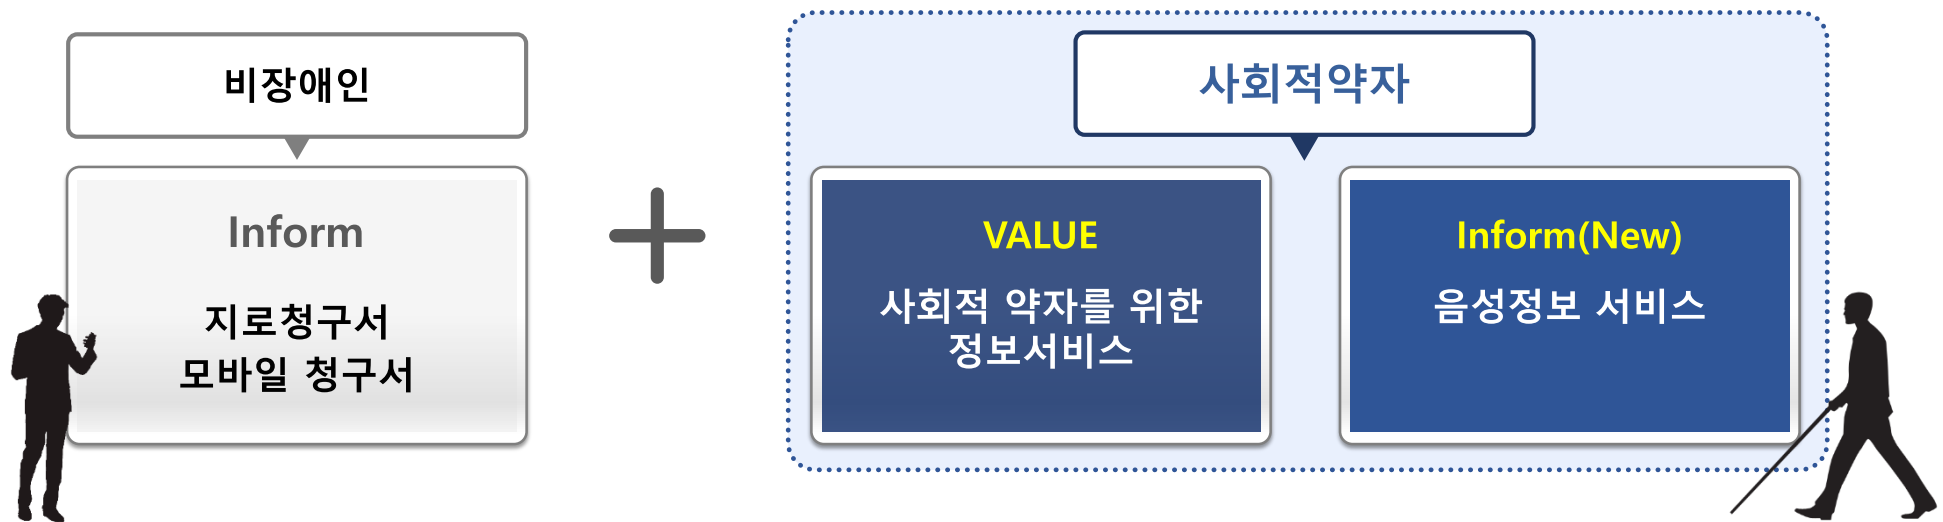 비장애인
Inform
지로청구서
모바일 청구서
사회적약자
VALUE
사회적 약자를 위한
정보서비스
Inform(New)
음성정보 서비스